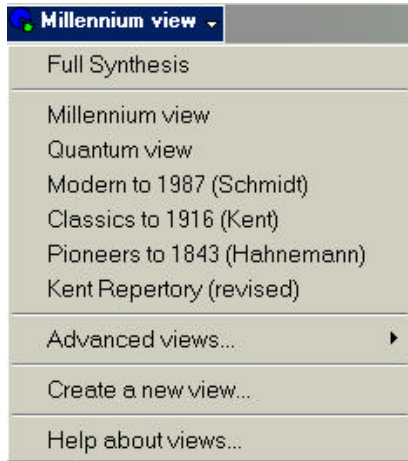 Millennium view
Full Synthesis
Millennium view
Quantum view
Modern to 1987 (Schmidt)
Classics to 1916 (Kent)
Pioneers to 1843 (Hahnemann)
Kent Repertory (revised)
Advanced views...
Create a new view...
Help about views...